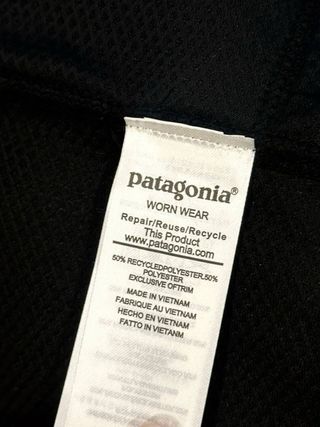 patagonia®
WORN WEAR
Repair/Reuse/Recycle
This Product
www.patagonia.com
50% RECYCLEDPOLYESTER.50%
POLYESTER
EXCLUSIVE OFTRIM
MADE IN VIETNAM
FABRIQUE AU VIETNAM
HECHO EN VIETNAM
FATTO IN VIETANM